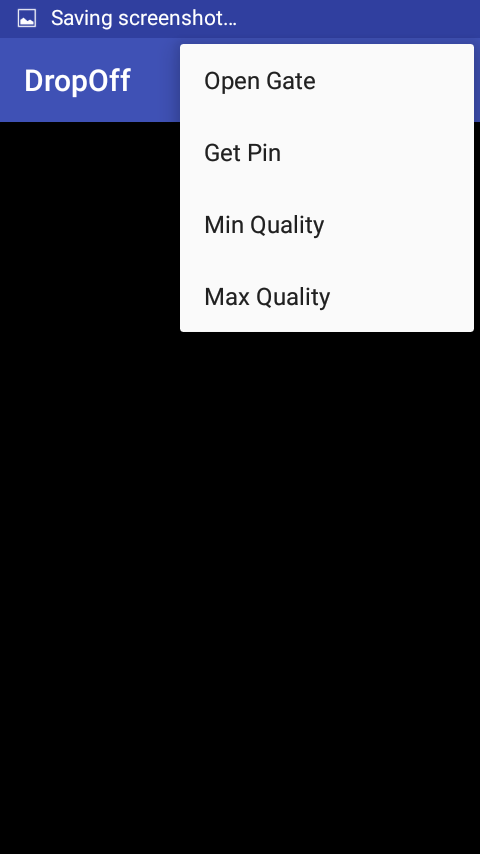 Saving screenshot...
DropOff
Open Gate
Get Pin
Min Quality
Max Quality